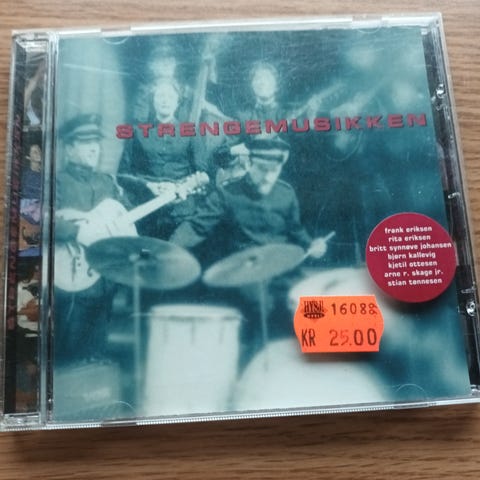 STRENGEMUSIKKEN
frank eriksen
rita eriksen
britt synnøve johansen
bjørn kallevig
kjetil ottesen
arne r. skage jr.
stian tønnesen
16088
KR 25.00